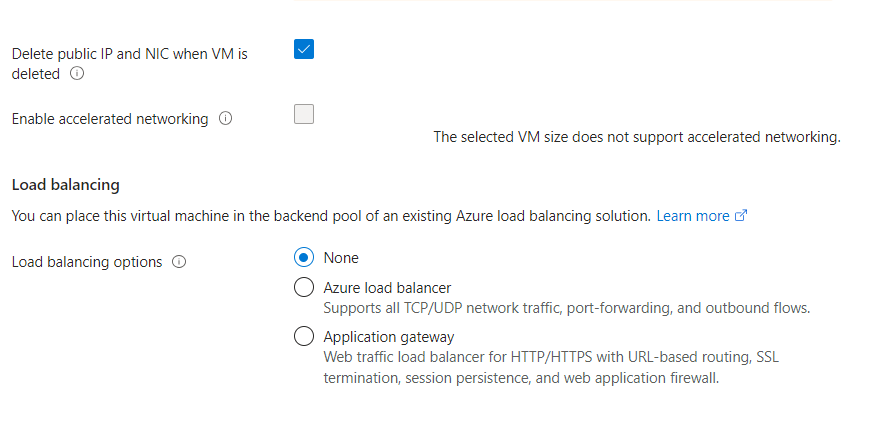 Delete public IP and NIC when VM is
deleted
Enable accelerated networking
The selected VM size does not support accelerated networking.
Load balancing
You can place this virtual machine in the backend pool of an existing Azure load balancing solution. Learn more
Load balancing options
None
Azure load balancer
Supports all TCP/UDP network traffic, port-forwarding, and outbound flows.
Application gateway
Web traffic load balancer for HTTP/HTTPS with URL-based routing, SSL
termination, session persistence, and web application firewall.